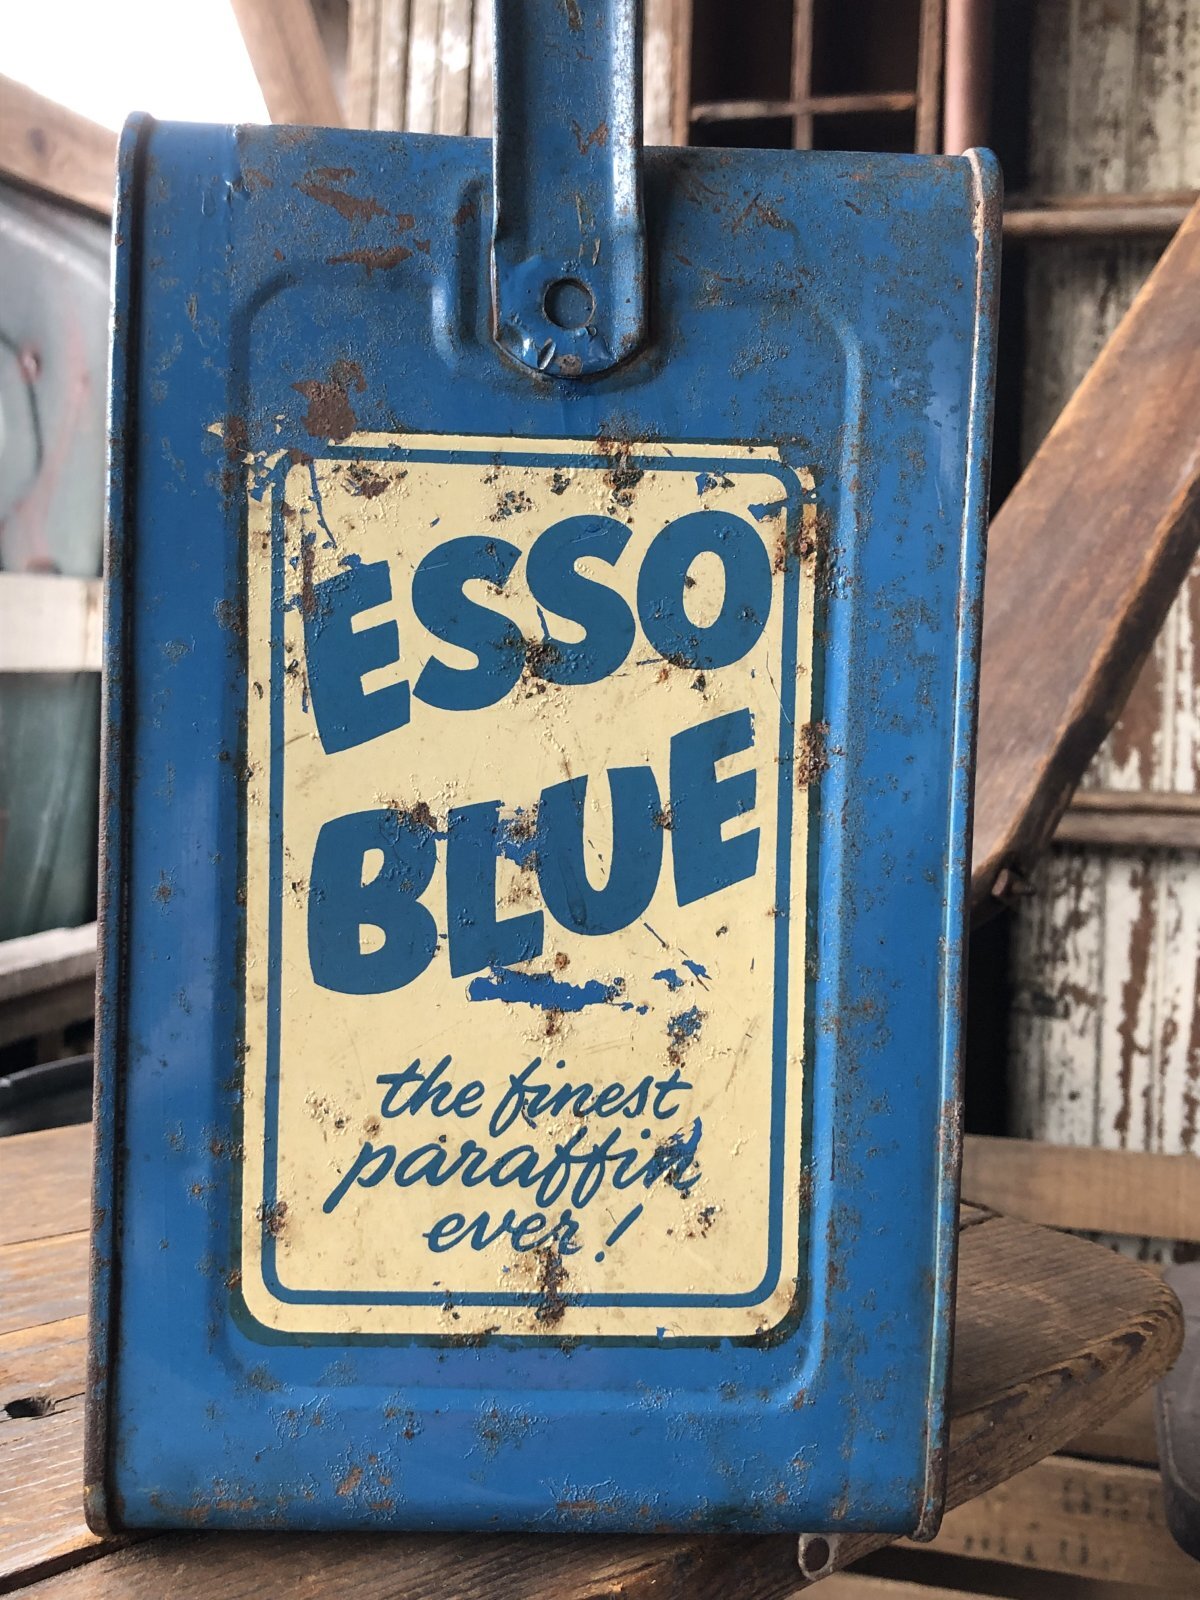 ESSO
BLUE
the finest
paraffin
ever!